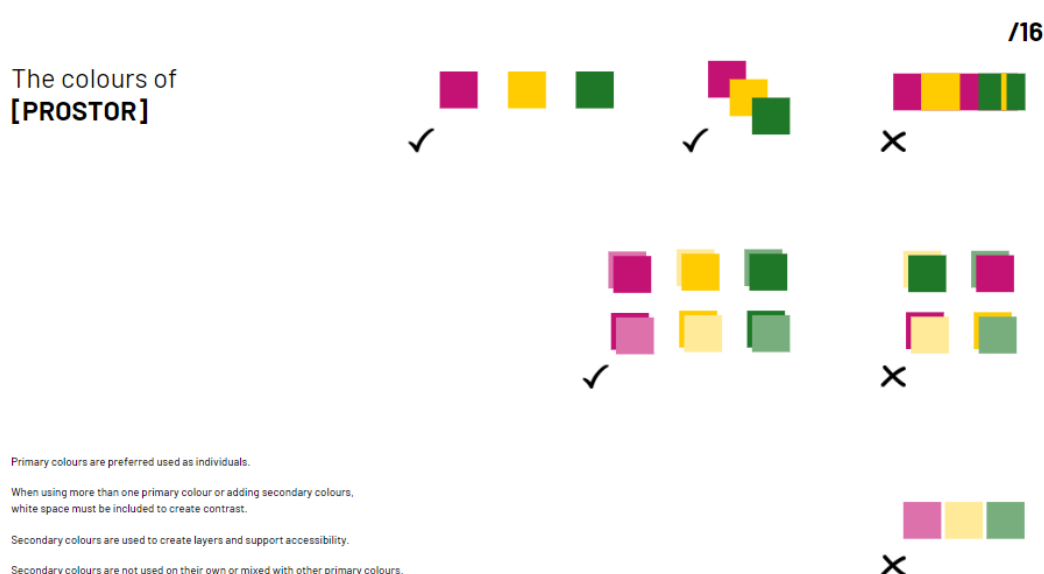 /16
The colours of
[PROSTOR]
Primary colours are preferred used as individuals.
When using more than one primary colour or adding secondary colours,
white space must be included to create contrast.
Secondary colours are used to create layers and support accessibility.
Secondary colours are not used on their own or mixed with other primary colours.